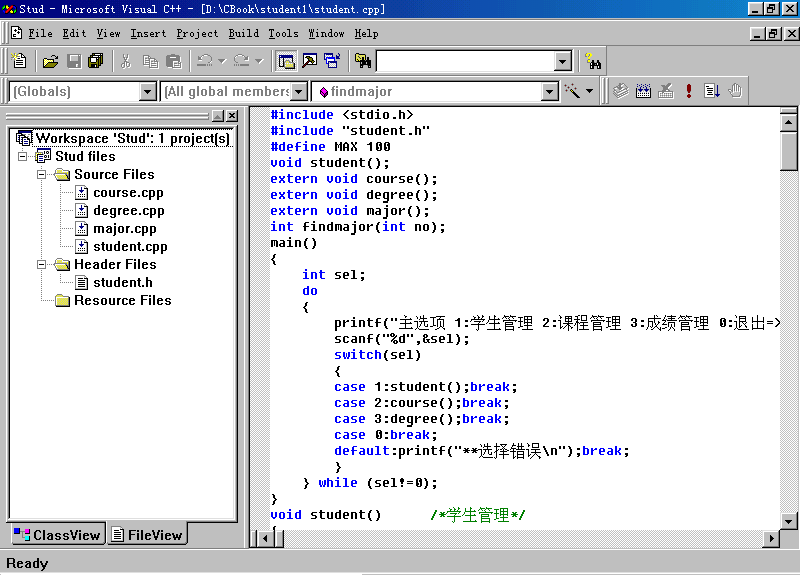 Stud - Microsoft Visual C++ - [D:\CBook\student1\student.cpp]
File Edit View Insert Project Build Tools Window Help
(Globals) [All global members findmajor
Workspace 'Stud': 1 project(s)
Stud files
Source Files
course.cpp
degree.cpp
major.cpp
student.cpp
Header Files
student.h
Resource Files
ClassView FileView
#include <stdio.h>
#include "student.h"
#define MAX 100
void student();
extern void course();
extern void degree();
extern void major();
int findmajor(int no);
main()
{
int sel;
do
{
printf("主选项 1:学生管理 2:课程管理 3:成绩管理 0:退出=>
scanf("%d",&sel);
switch(sel)
{
case 1:student();break;
case 2:course();break;
case 3:degree();break;
case 0:break;
default:printf("**选择错误\n");break;
}
} while (sel!=0);
}
void student() /*学生管理*/
{
Ready